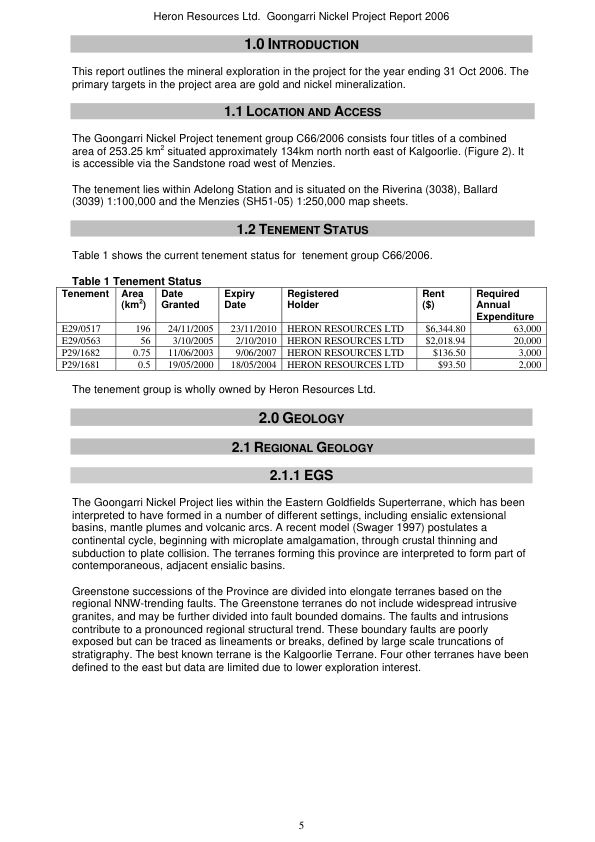 Heron Resources Ltd.  Goongarri Nickel Project Report 2006
1.0 INTRODUCTION
This report outlines the mineral exploration in the project for the year ending 31 Oct 2006. The
primary targets in the project area are gold and nickel mineralization.
1.1 LOCATION AND ACCESS
The Goongarri Nickel Project tenement group C66/2006 consists four titles of a combined
area of 253.25 km² situated approximately 134km north north east of Kalgoorlie. (Figure 2). It
is accessible via the Sandstone road west of Menzies.
The tenement lies within Adelong Station and is situated on the Riverina (3038), Ballard
(3039) 1:100,000 and the Menzies (SH51-05) 1:250,000 map sheets.
1.2 TENEMENT STATUS
Table 1 shows the current tenement status for  tenement group C66/2006.
Table 1 Tenement Status
Tenement Area Date Expiry Registered Rent Required
(km²) Granted Date Holder ($) Annual
Expenditure
E29/0517 196 24/11/2005 23/11/2010 HERON RESOURCES LTD $6,344.80 63,000
E29/0563 56 3/10/2005 2/10/2010 HERON RESOURCES LTD $2,018.94 20,000
P29/1682 0.75 11/06/2003 9/06/2007 HERON RESOURCES LTD $136.50 3,000
P29/1681 0.5 19/05/2000 18/05/2004 HERON RESOURCES LTD $93.50 2,000
The tenement group is wholly owned by Heron Resources Ltd.
2.0 GEOLOGY
2.1 REGIONAL GEOLOGY
2.1.1 EGS
The Goongarri Nickel Project lies within the Eastern Goldfields Superterrane, which has been
interpreted to have formed in a number of different settings, including ensialic extensional
basins, mantle plumes and volcanic arcs. A recent model (Swager 1997) postulates a
continental cycle, beginning with microplate amalgamation, through crustal thinning and
subduction to plate collision. The terranes forming this province are interpreted to form part of
contemporaneous, adjacent ensialic basins.
Greenstone successions of the Province are divided into elongate terranes based on the
regional NNW-trending faults. The Greenstone terranes do not include widespread intrusive
granites, and may be further divided into fault bounded domains. The faults and intrusions
contribute to a pronounced regional structural trend. These boundary faults are poorly
exposed but can be traced as lineaments or breaks, defined by large scale truncations of
stratigraphy. The best known terrane is the Kalgoorlie Terrane. Four other terranes have been
defined to the east but data are limited due to lower exploration interest.
5